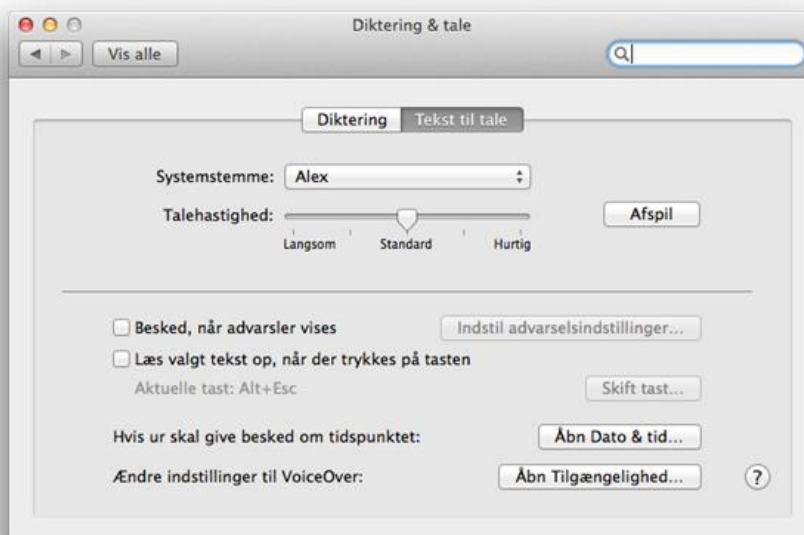 Diktering & tale
Vis alle
Diktering Tekst til tale
Systemstemme: Alex
Talehastighed: Afspil
Langsom Standard Hurtig
Besked, når advarsler vises Indstil advarselsindstillinger...
Læs valgt tekst op, når der trykkes på tasten
Aktuelle tast: Alt+Esc Skift tast...
Hvis ur skal give besked om tidspunktet: Åbn Dato & tid...
Ændre indstillinger til VoiceOver: Åbn Tilgængelighed... ?